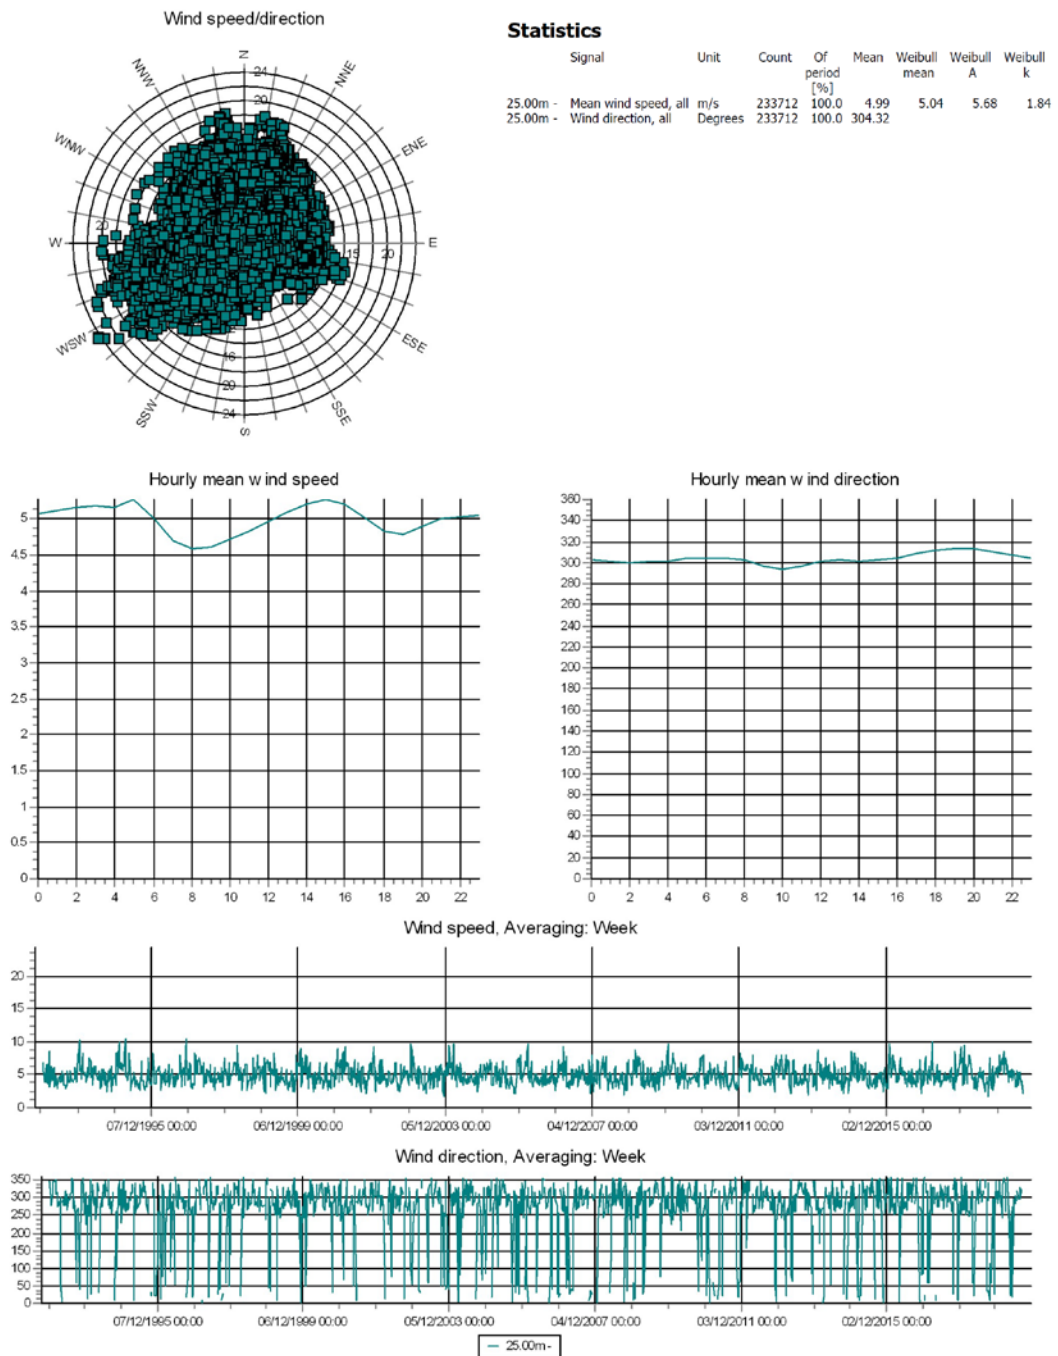 Wind speed/direction
N
NNE
ENE
E
ESE
SSE
S
SSW
WSW
W
WNW
NNW
24
20
20
15 20
16
20
24
Statistics
Signal Unit Count Of period [%] Mean Weibull mean Weibull A Weibull k
25.00m - Mean wind speed, all m/s 233712 100.0 4.99 5.04 5.68 1.84
25.00m - Wind direction, all Degrees 233712 100.0 304.32
Hourly mean wind speed
5
4.5
4
3.5
3
2.5
2
1.5
1
0.5
0
0 2 4 6 8 10 12 14 16 18 20 22
Hourly mean wind direction
360
340
320
300
280
260
240
220
200
180
160
140
120
100
80
60
40
20
0
0 2 4 6 8 10 12 14 16 18 20 22
Wind speed, Averaging: Week
20
15
10
5
0
07/12/1995 00:00 06/12/1999 00:00 05/12/2003 00:00 04/12/2007 00:00 03/12/2011 00:00 02/12/2015 00:00
Wind direction, Averaging: Week
350
300
250
200
150
100
50
0
07/12/1995 00:00 06/12/1999 00:00 05/12/2003 00:00 04/12/2007 00:00 03/12/2011 00:00 02/12/2015 00:00
25.00m-